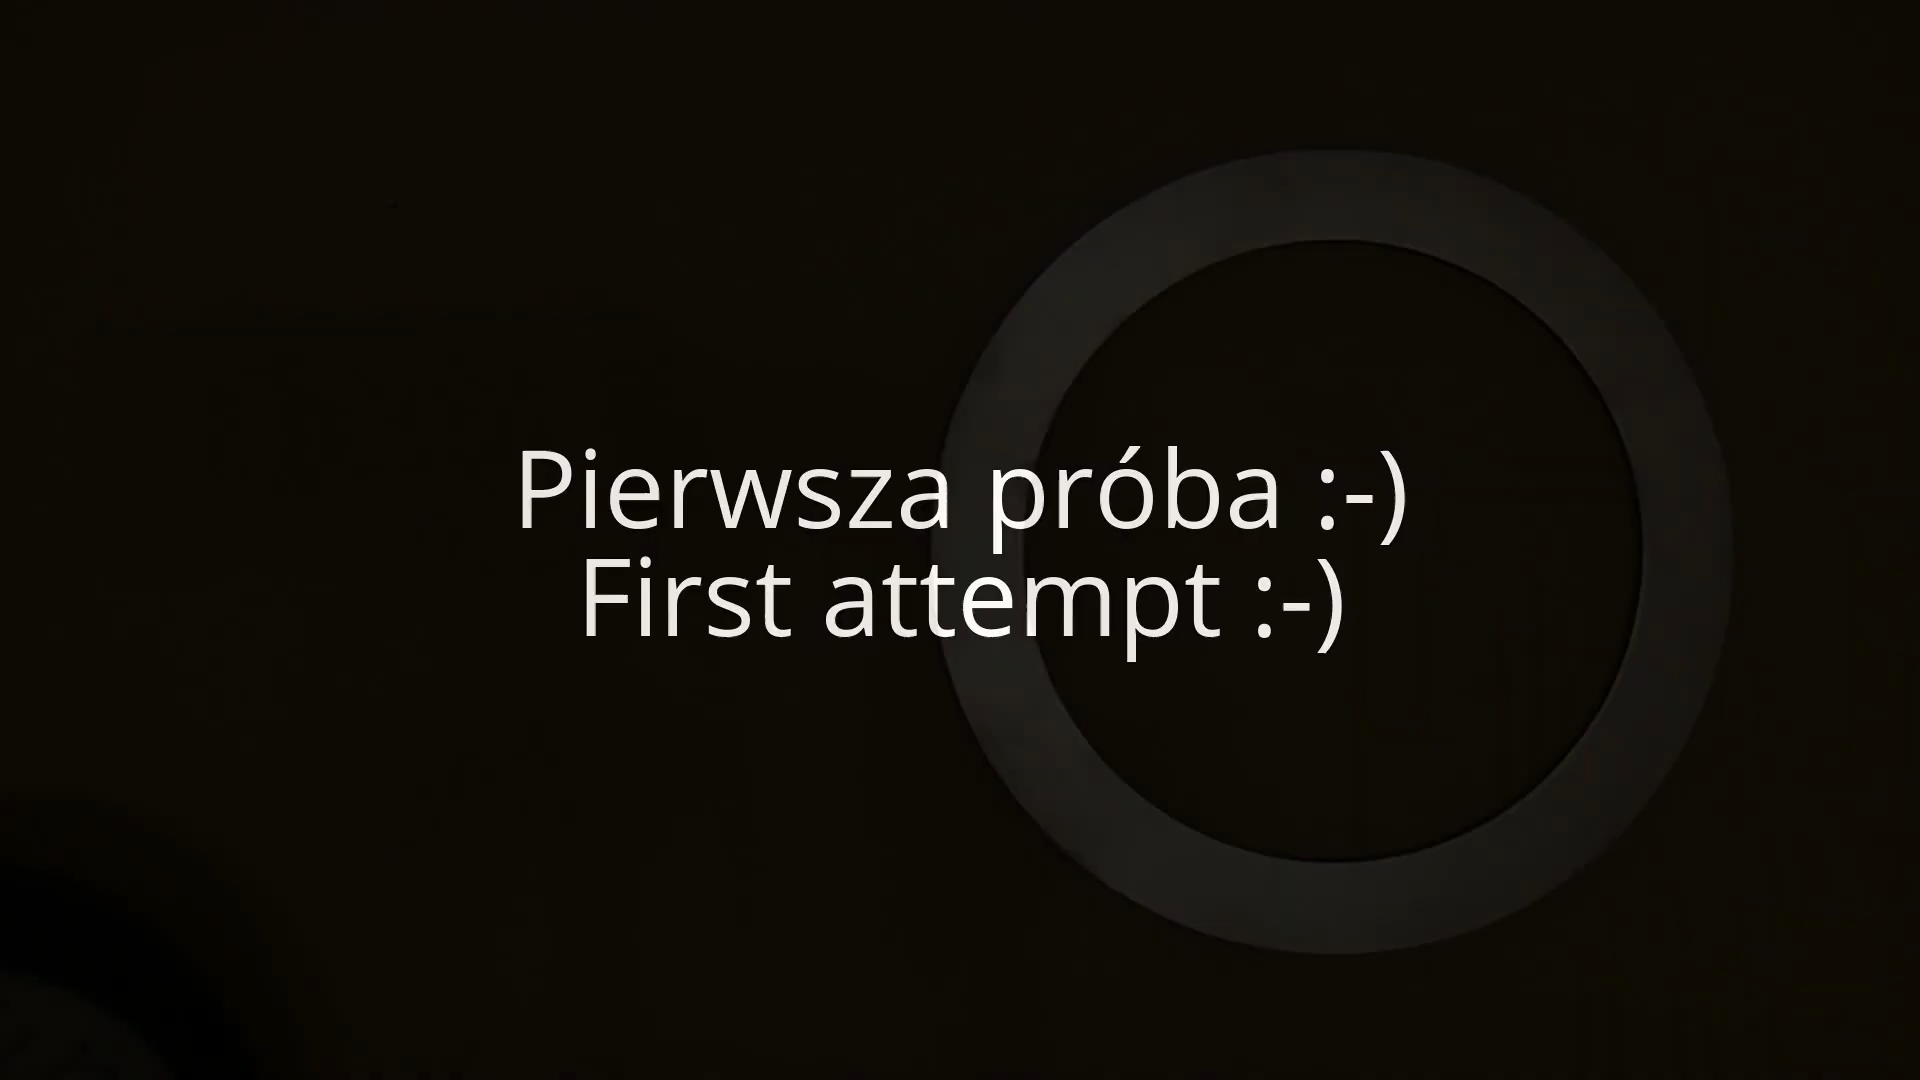 Pierwsza próba :-)
First attempt :-)